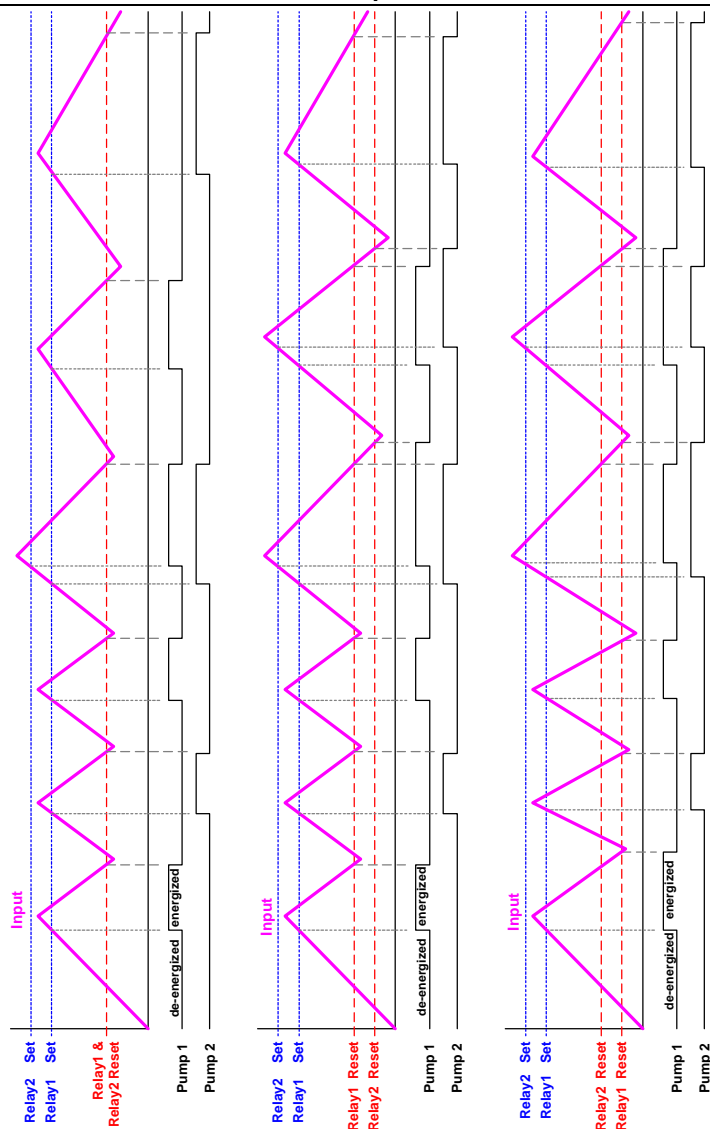 Input
Relay2 Set
Relay1 Set
Relay1 &
Relay2 Reset
de-energized
energized
Pump 1
Pump 2
Input
Relay2 Set
Relay1 Set
Relay1 Reset
Relay2 Reset
de-energized
energized
Pump 1
Pump 2
Input
Relay2 Set
Relay1 Set
Relay2 Reset
Relay1 Reset
de-energized
energized
Pump 1
Pump 2